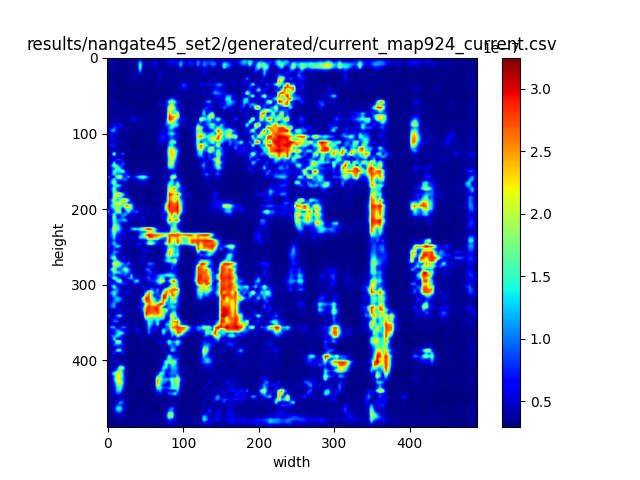 results/nangate45_set2/generated/current_map924_current.csv
1e−7
0
100
200
300
400
height
0 100 200 300 400
width
3.0
2.5
2.0
1.5
1.0
0.5